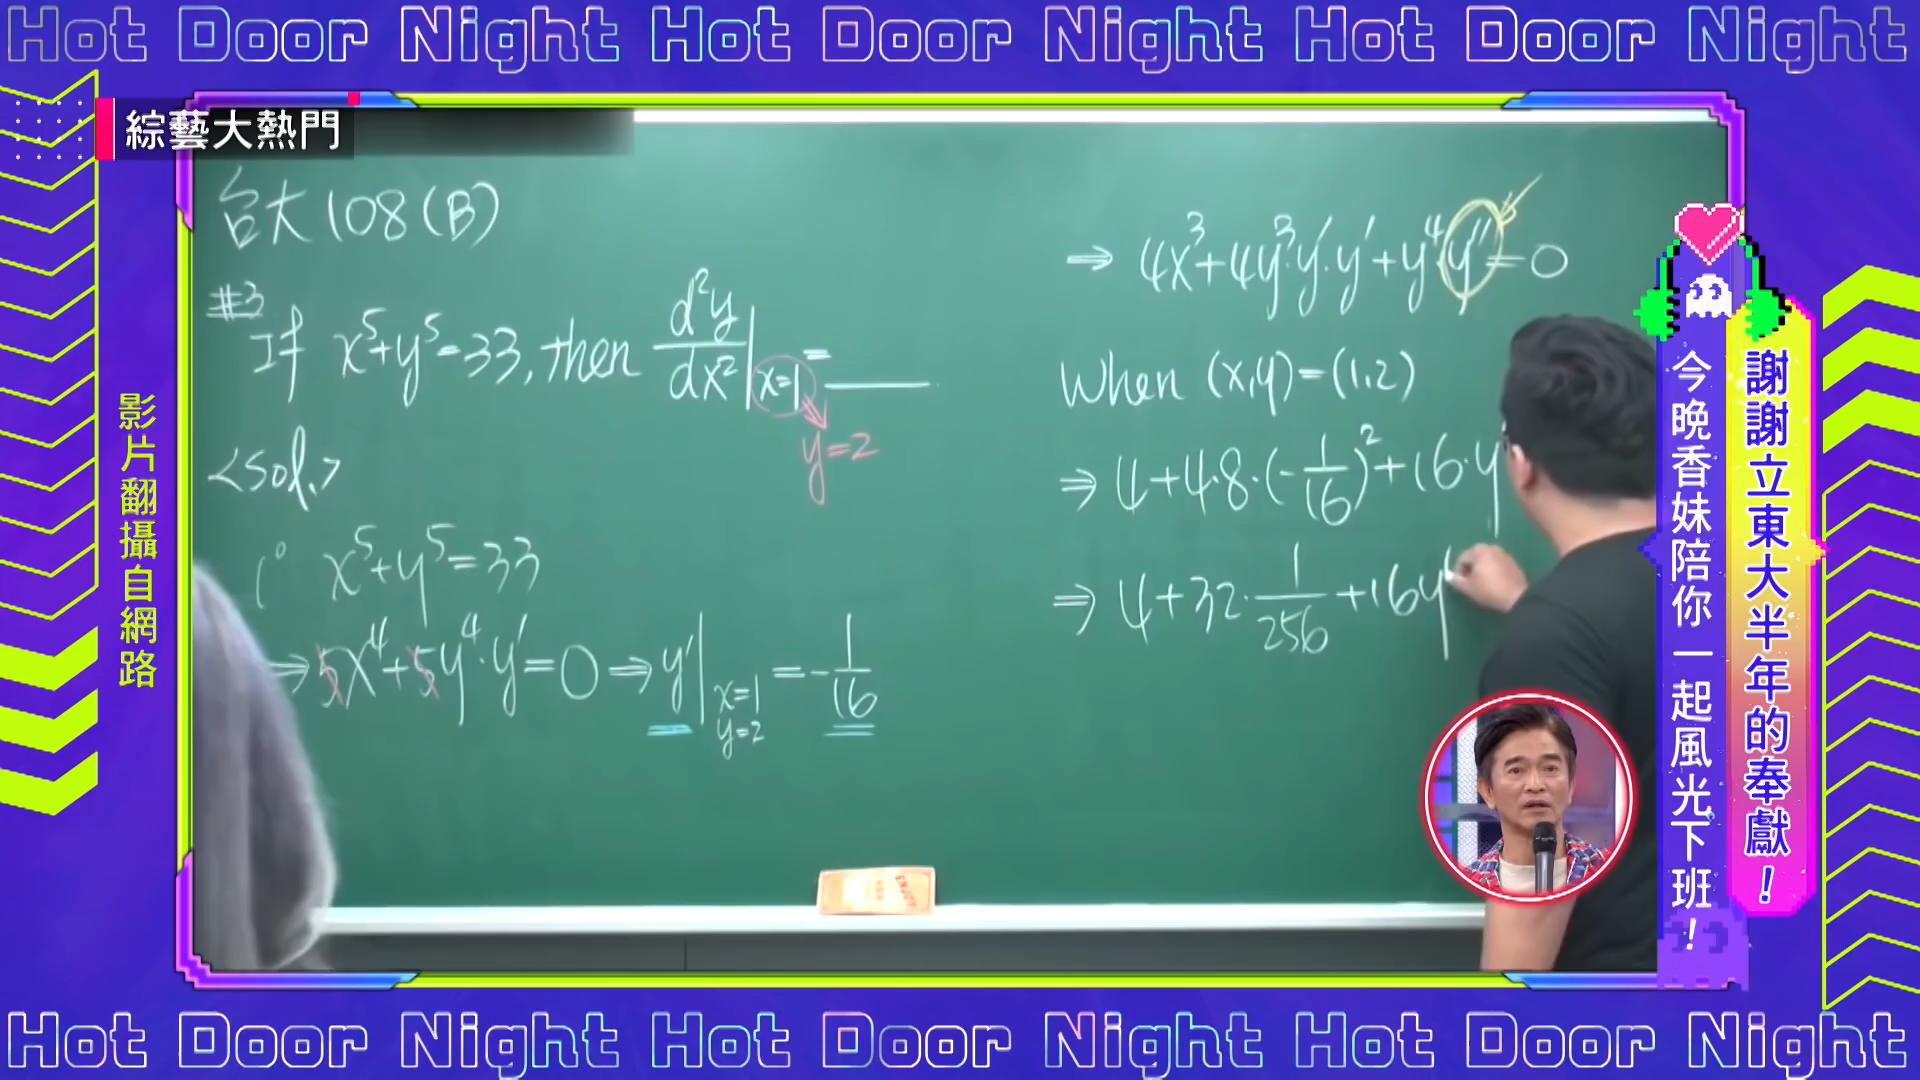 Hot Door Night Hot Door Night Hot Door Night
綜藝大熱門
台大108(B)
#3
If x⁵+y⁵=33, then d²y/dx²|x=1 = ____
y=2
<sol.>
1° x⁵+y⁵=33
⇒ 5x⁴+5y⁴·y'=0 ⇒ y'|x=1 y=2 = -1/16
⇒ 4x³+4y³·y'·y'+y⁴·y''=0
When (x,y)=(1,2)
⇒ 4+4·8·(-1/16)²+16·y
⇒ 4+32·1/256+16y
影片翻攝自網路
謝謝立東大半年的奉獻!
今晚香妹陪你一起風光下班!
Hot Door Night Hot Door Night Hot Door Night